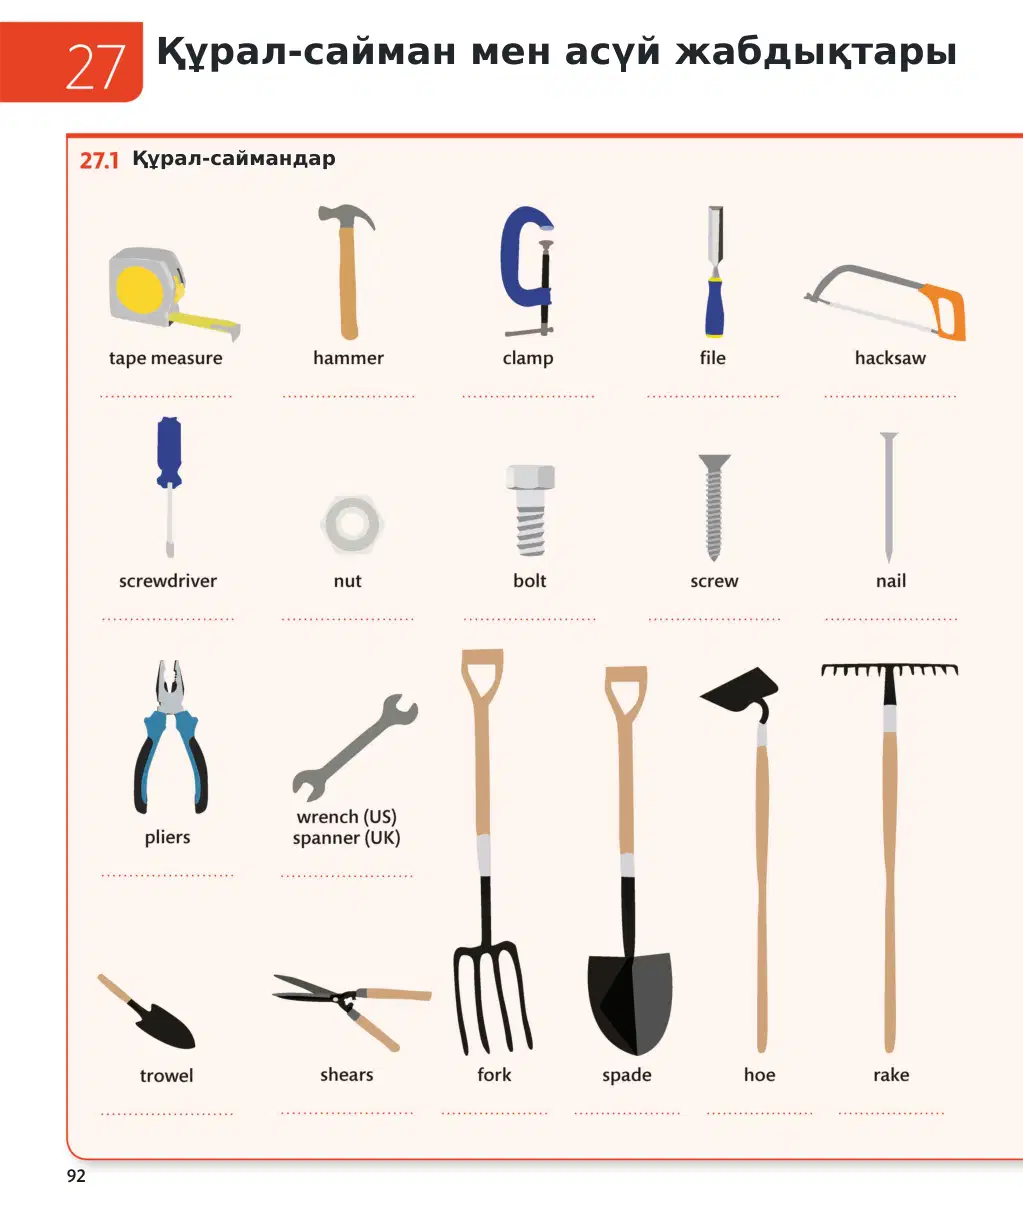 27 Құрал-сайман мен асүй жабдықтары
27.1 Құрал-саймандар
tape measure
hammer
clamp
file
hacksaw
screwdriver
nut
bolt
screw
nail
pliers
wrench (US)
spanner (UK)
trowel
shears
fork
spade
hoe
rake
92